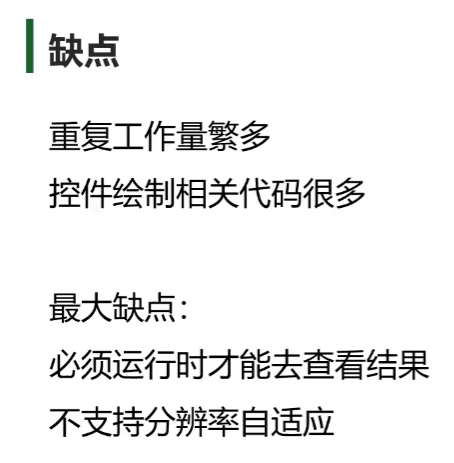 缺点
重复工作量繁多
控件绘制相关代码很多
最大缺点：
必须运行时才能去查看结果
不支持分辨率自适应